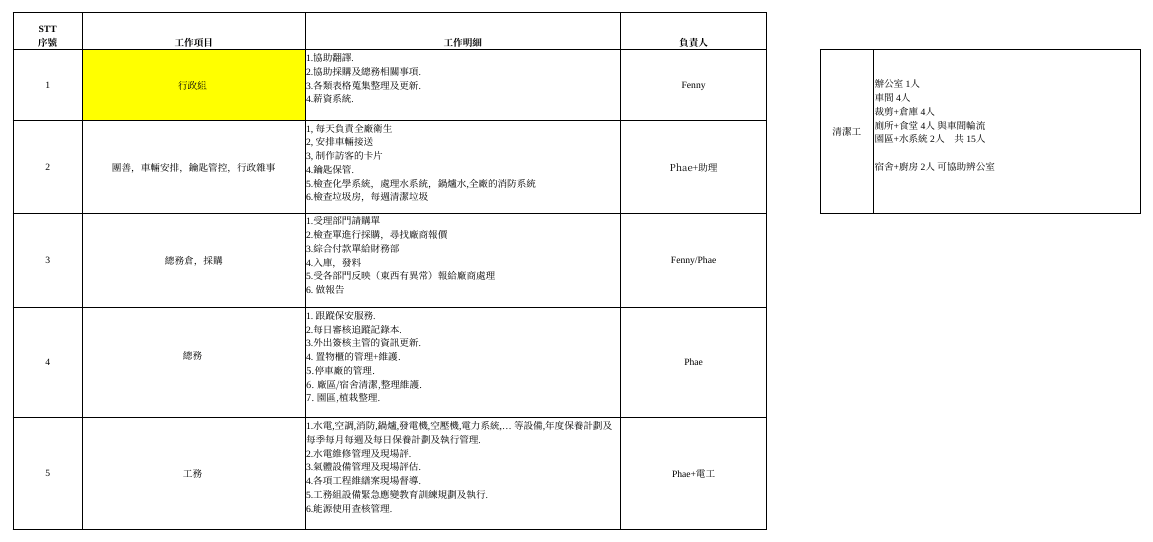 STT
序號
工作項目
工作明細
負責人
1
行政組
1.協助翻譯.
2.協助採購及總務相關事項.
3.各類表格蒐集整理及更新.
4.薪資系統.
Fenny
2
團善，車輛安排，鑰匙管控，行政雜事
1, 每天負責全廠衛生
2, 安排車輛接送
3, 制作訪客的卡片
4.鑰匙保管.
5.檢查化學系統，處理水系統，鍋爐水,全廠的消防系統
6.檢查垃圾房，每週清潔垃圾
Phae+助理
3
總務倉，採購
1.受理部門請購單
2.檢查單進行採購，尋找廠商報價
3.綜合付款單給財務部
4.入庫，發料
5.受各部門反映（東西有異常）報給廠商處理
6. 做報告
Fenny/Phae
4
總務
1. 跟蹤保安服務.
2.每日審核追蹤記錄本.
3.外出簽核主管的資訊更新.
4. 置物櫃的管理+維護.
5.停車廠的管理.
6. 廠區/宿舍清潔,整理維護.
7. 園區,植栽整理.
Phae
5
工務
1.水電,空調,消防,鍋爐,發電機,空壓機,電力系統,… 等設備,年度保養計劃及
每季每月每週及每日保養計劃及執行管理.
2.水電維修管理及現場評.
3.氣體設備管理及現場評估.
4.各項工程維繕案現場督導.
5.工務組設備緊急應變教育訓練規劃及執行.
6.能源使用查核管理.
Phae+電工
清潔工
辦公室 1人
車間 4人
裁剪+倉庫 4人
廁所+食堂 4人 與車間輪流
園區+水系統 2人　共 15人
宿舍+廚房 2人 可協助辦公室